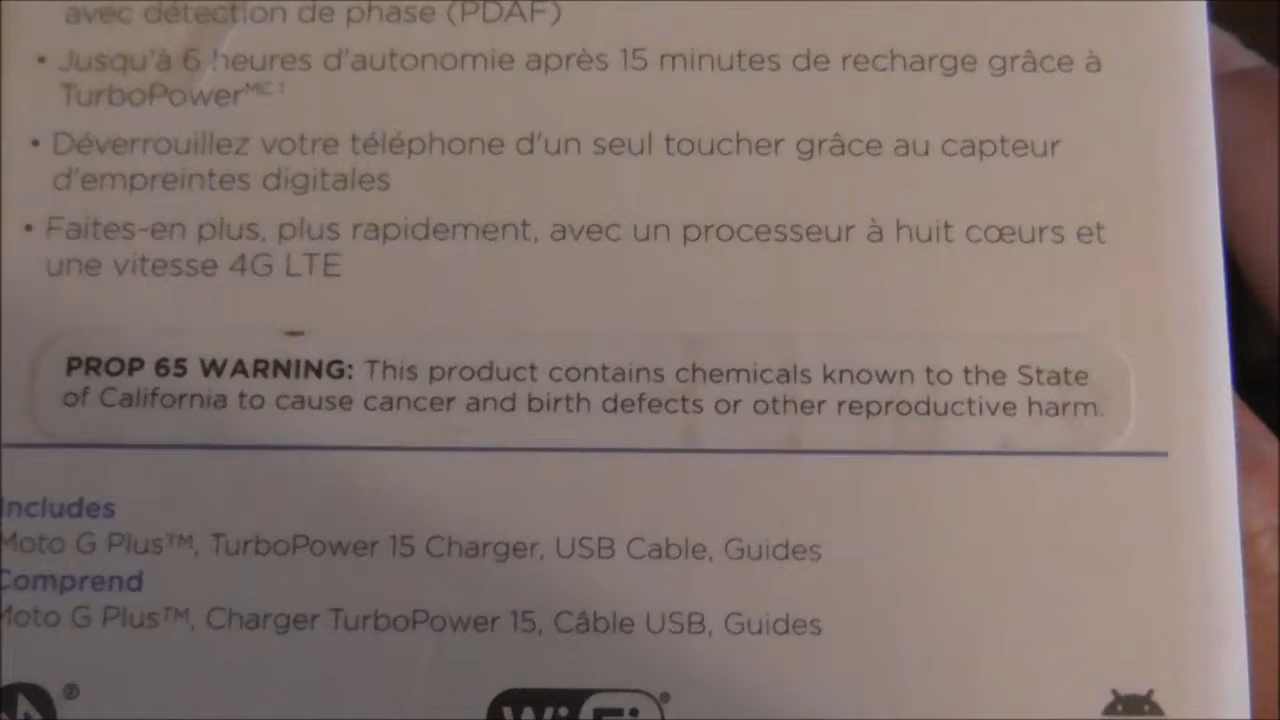 avec détection de phase (PDAF)
• Jusqu'à 6 heures d'autonomie après 15 minutes de recharge grâce à
TurboPowerMC ‡
• Déverrouillez votre téléphone d'un seul toucher grâce au capteur
d'empreintes digitales
• Faites-en plus, plus rapidement, avec un processeur à huit cœurs et
une vitesse 4G LTE
PROP 65 WARNING: This product contains chemicals known to the State
of California to cause cancer and birth defects or other reproductive harm.
Includes
Moto G Plus™, TurboPower 15 Charger, USB Cable, Guides
Comprend
Moto G Plus™, Charger TurboPower 15, Câble USB, Guides
® Wi Fi ®